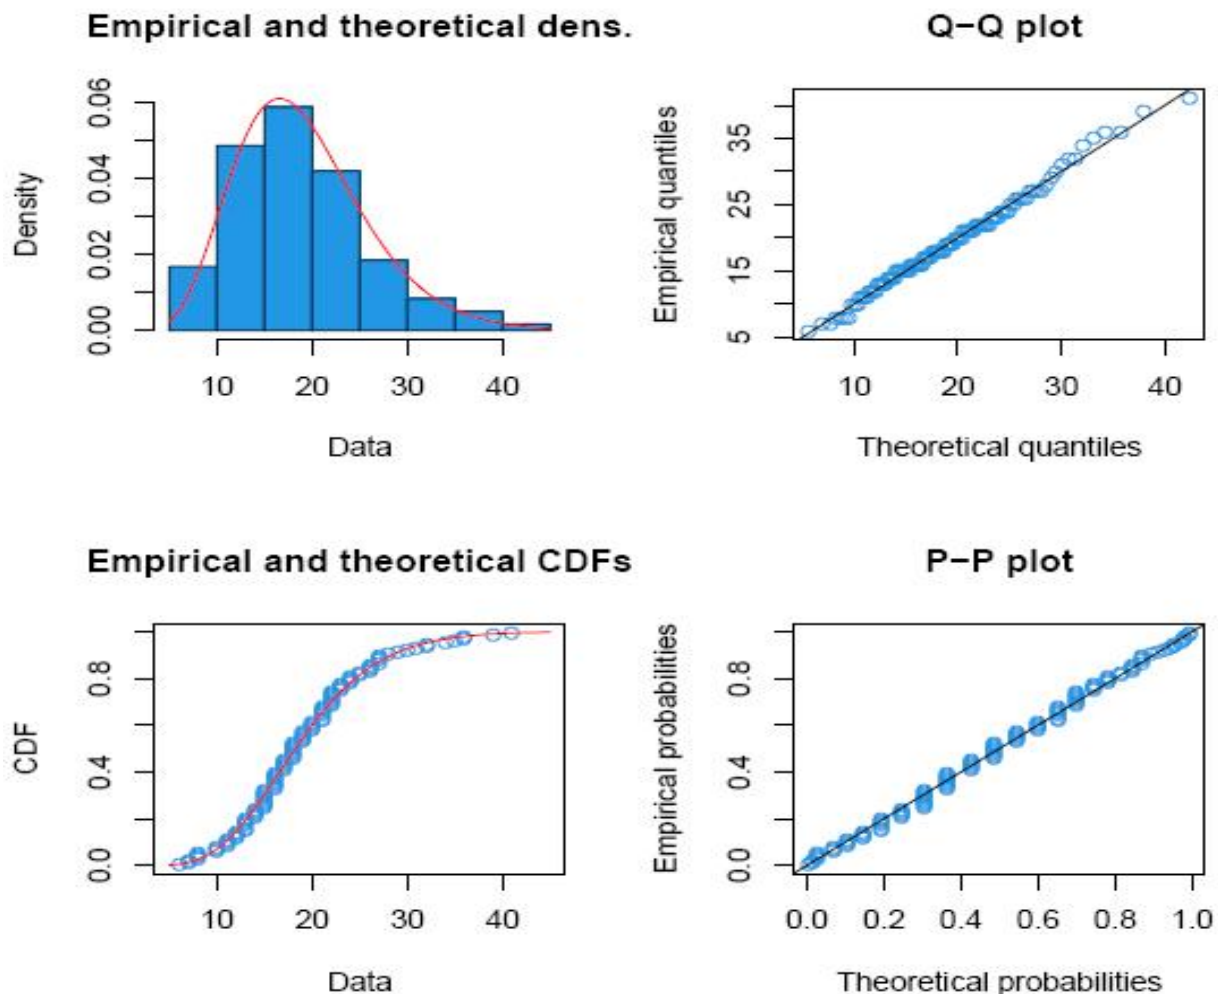 Empirical and theoretical dens.
Density
0.00 0.02 0.04 0.06
10 20 30 40
Data
Q−Q plot
Empirical quantiles
5 15 25 35
10 20 30 40
Theoretical quantiles
Empirical and theoretical CDFs
CDF
0.0 0.4 0.8
10 20 30 40
Data
P−P plot
Empirical probabilities
0.0 0.4 0.8
0.0 0.2 0.4 0.6 0.8 1.0
Theoretical probabilities